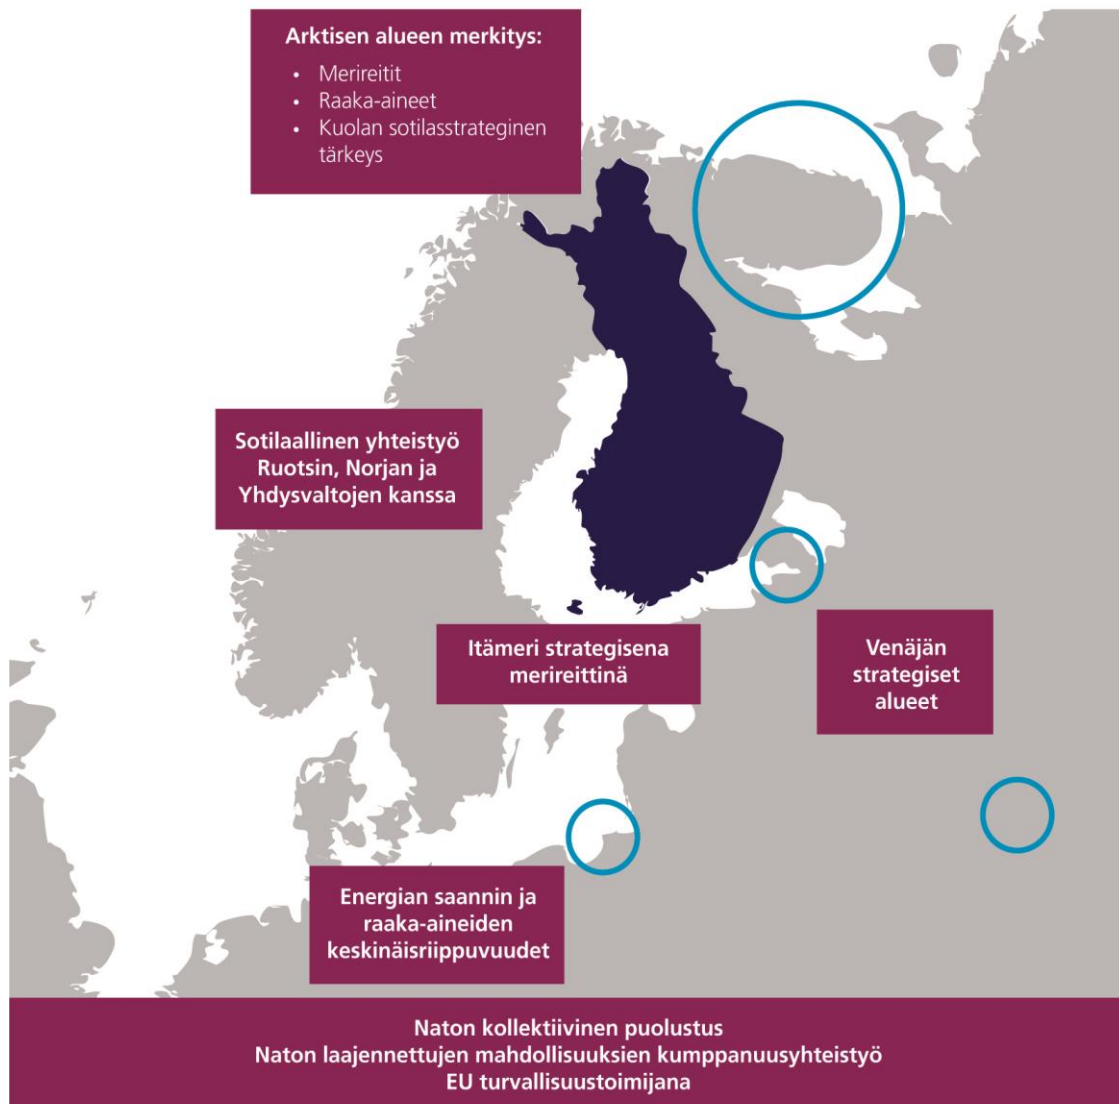 Arktisen alueen merkitys:
• Merireitit
• Raaka-aineet
• Kuolan sotilasstrateginen
tärkeys
Sotilaallinen yhteistyö
Ruotsin, Norjan ja
Yhdysvaltojen kanssa
Itämeri strategisena
merireittinä
Venäjän
strategiset
alueet
Energian saannin ja
raaka-aineiden
keskinäisriippuvuudet
Naton kollektiivinen puolustus
Naton laajennettujen mahdollisuuksien kumppanuusyhteistyö
EU turvallisuustoimijana